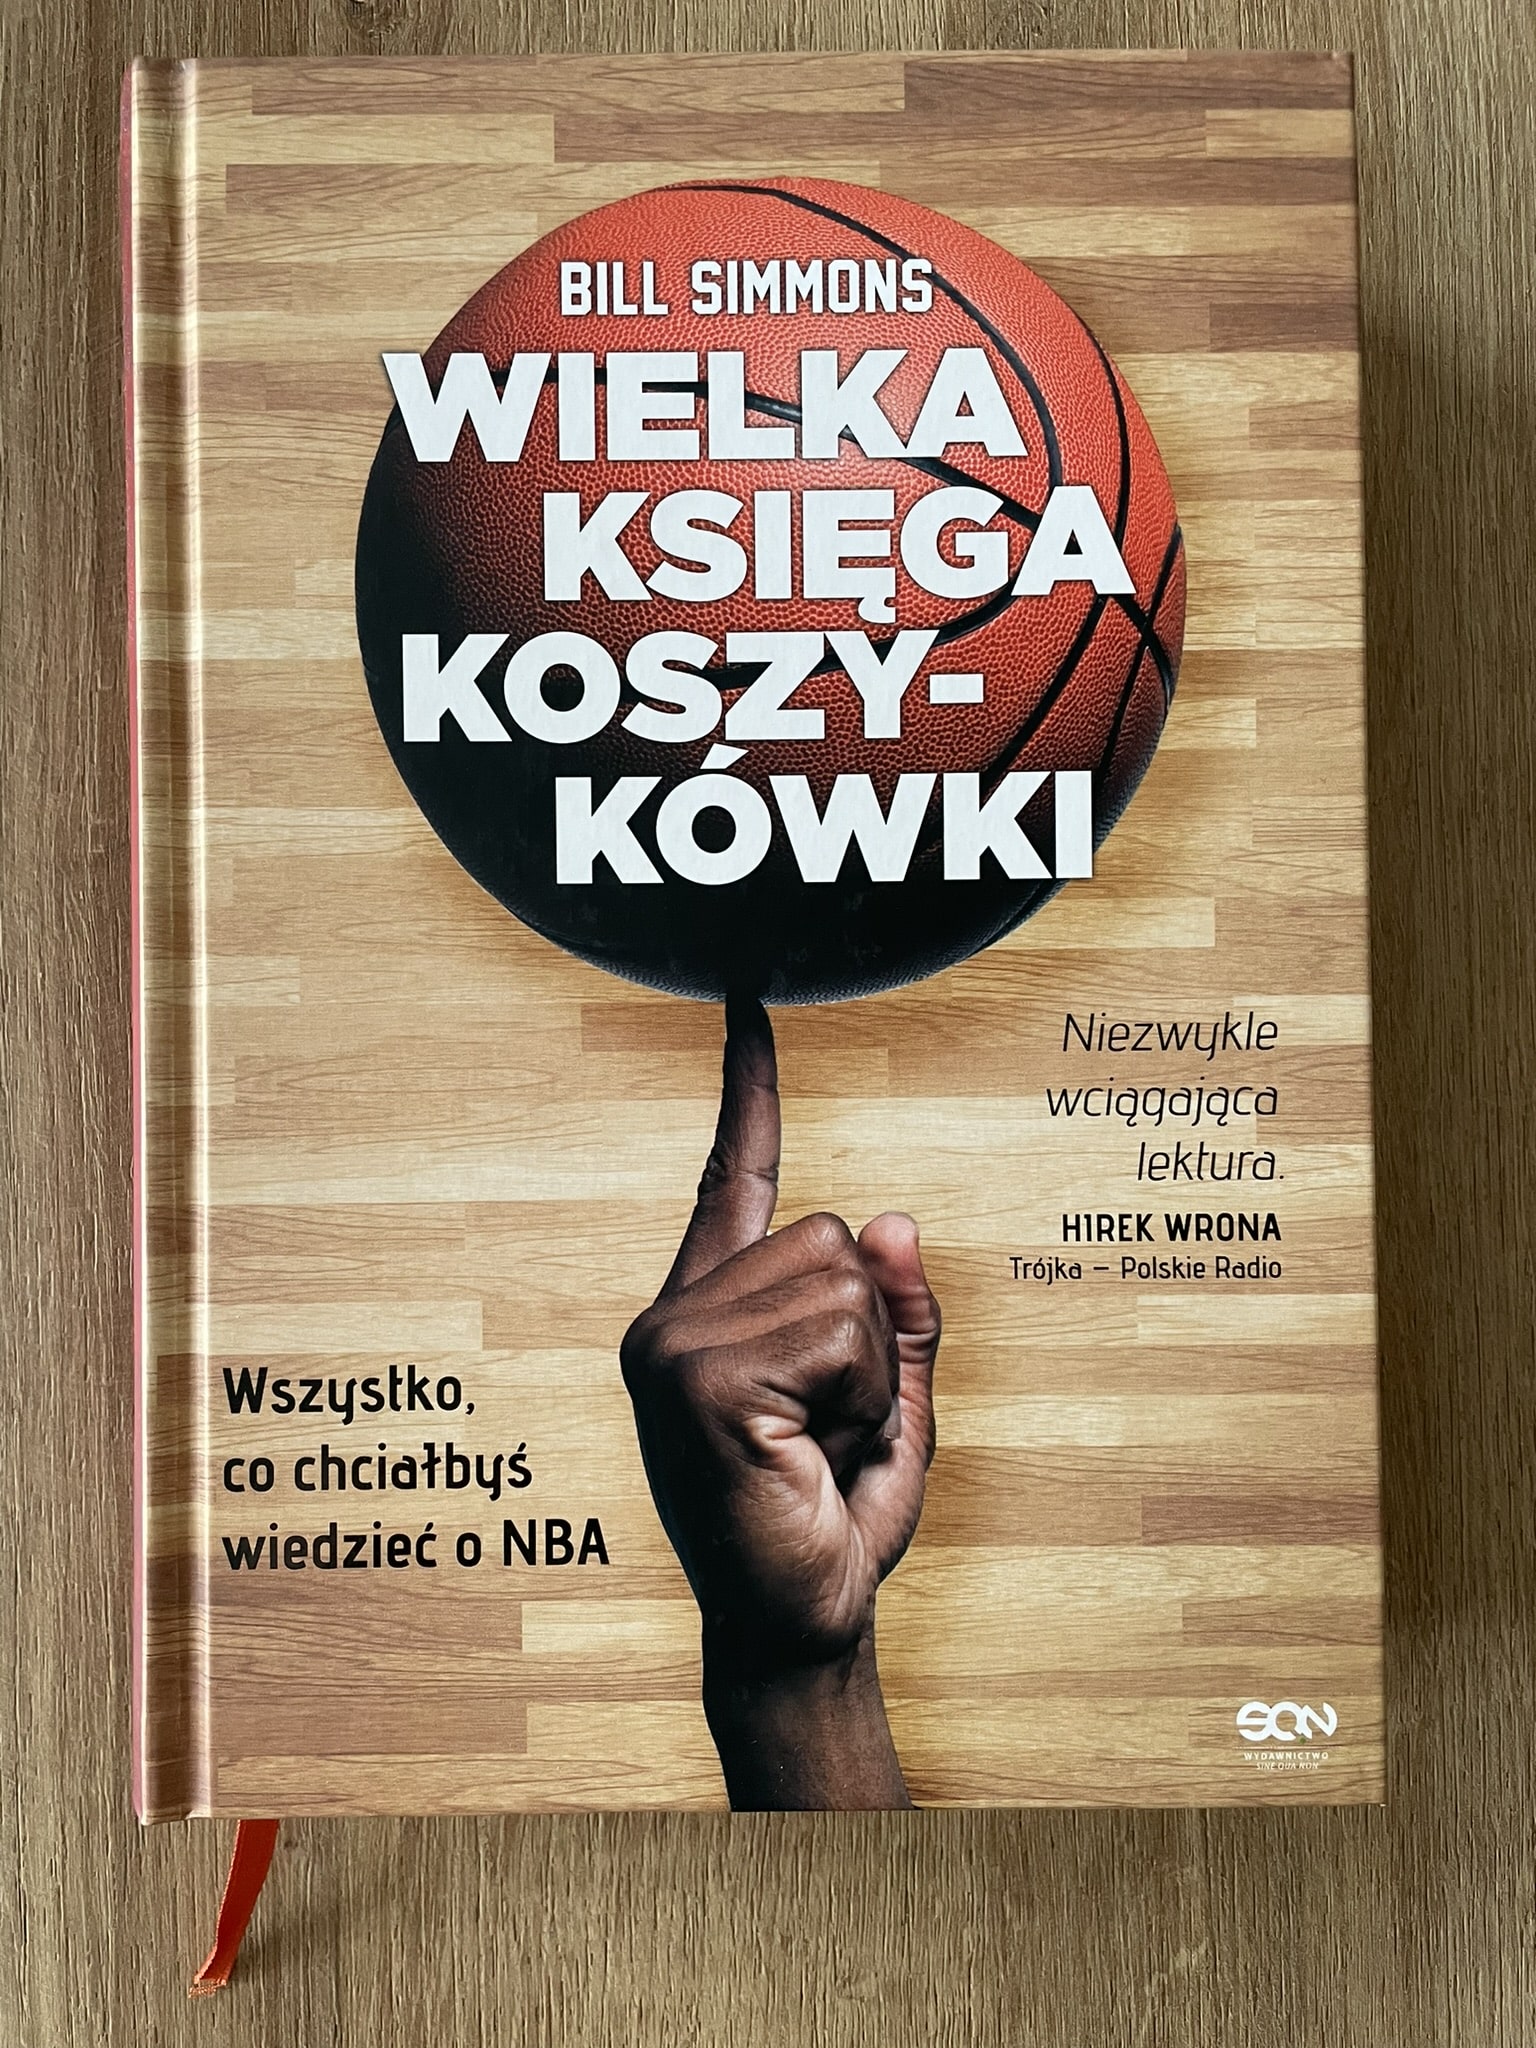 BILL SIMMONS
WIELKA
KSIĘGA
KOSZY-
KÓWKI
Niezwykle
wciągająca
lektura.
H1REK WRONA
Trójka – Polskie Radio
Wszystko,
co chciałbyś
wiedzieć o NBA
SQN
WYDAWNICTWO
SINE QUA NON